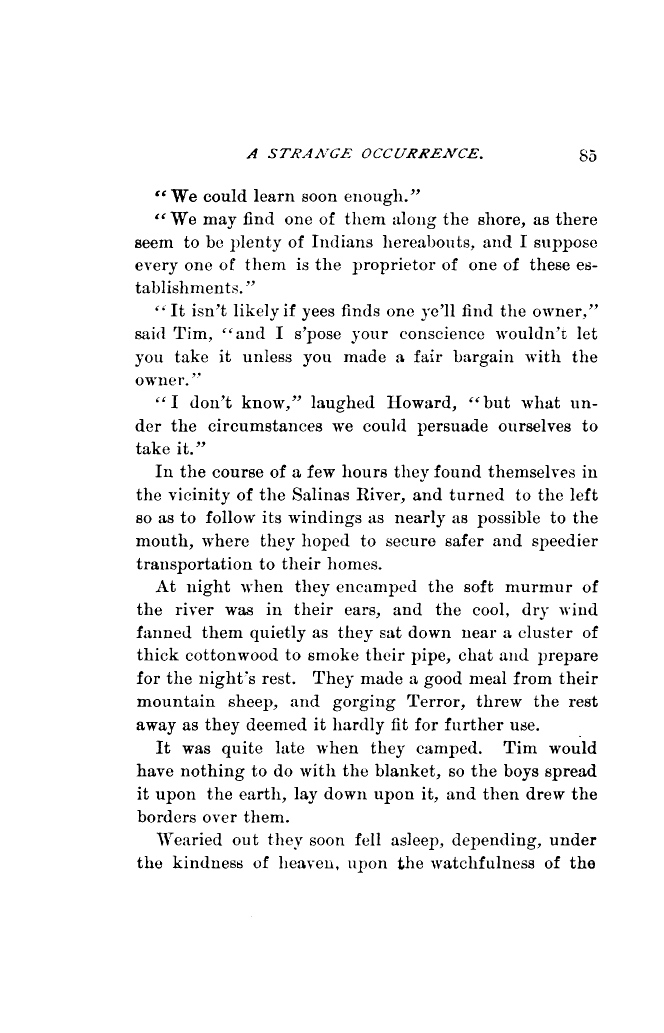 A STRANGE OCCURRENCE. 85
“We could learn soon enough.”
“We may find one of them along the shore, as there
seem to be plenty of Indians hereabouts, and I suppose
every one of them is the proprietor of one of these es-
tablishments.”
“It isn’t likely if yees finds one ye’ll find the owner,”
said Tim, “and I s’pose your conscience wouldn’t let
you take it unless you made a fair bargain with the
owner.”
“I don’t know,” laughed Howard, “but what un-
der the circumstances we could persuade ourselves to
take it.”
In the course of a few hours they found themselves in
the vicinity of the Salinas River, and turned to the left
so as to follow its windings as nearly as possible to the
mouth, where they hoped to secure safer and speedier
transportation to their homes.
At night when they encamped the soft murmur of
the river was in their ears, and the cool, dry wind
fanned them quietly as they sat down near a cluster of
thick cottonwood to smoke their pipe, chat and prepare
for the night’s rest. They made a good meal from their
mountain sheep, and gorging Terror, threw the rest
away as they deemed it hardly fit for further use.
It was quite late when they camped. Tim would
have nothing to do with the blanket, so the boys spread
it upon the earth, lay down upon it, and then drew the
borders over them.
Wearied out they soon fell asleep, depending, under
the kindness of heaven, upon the watchfulness of the